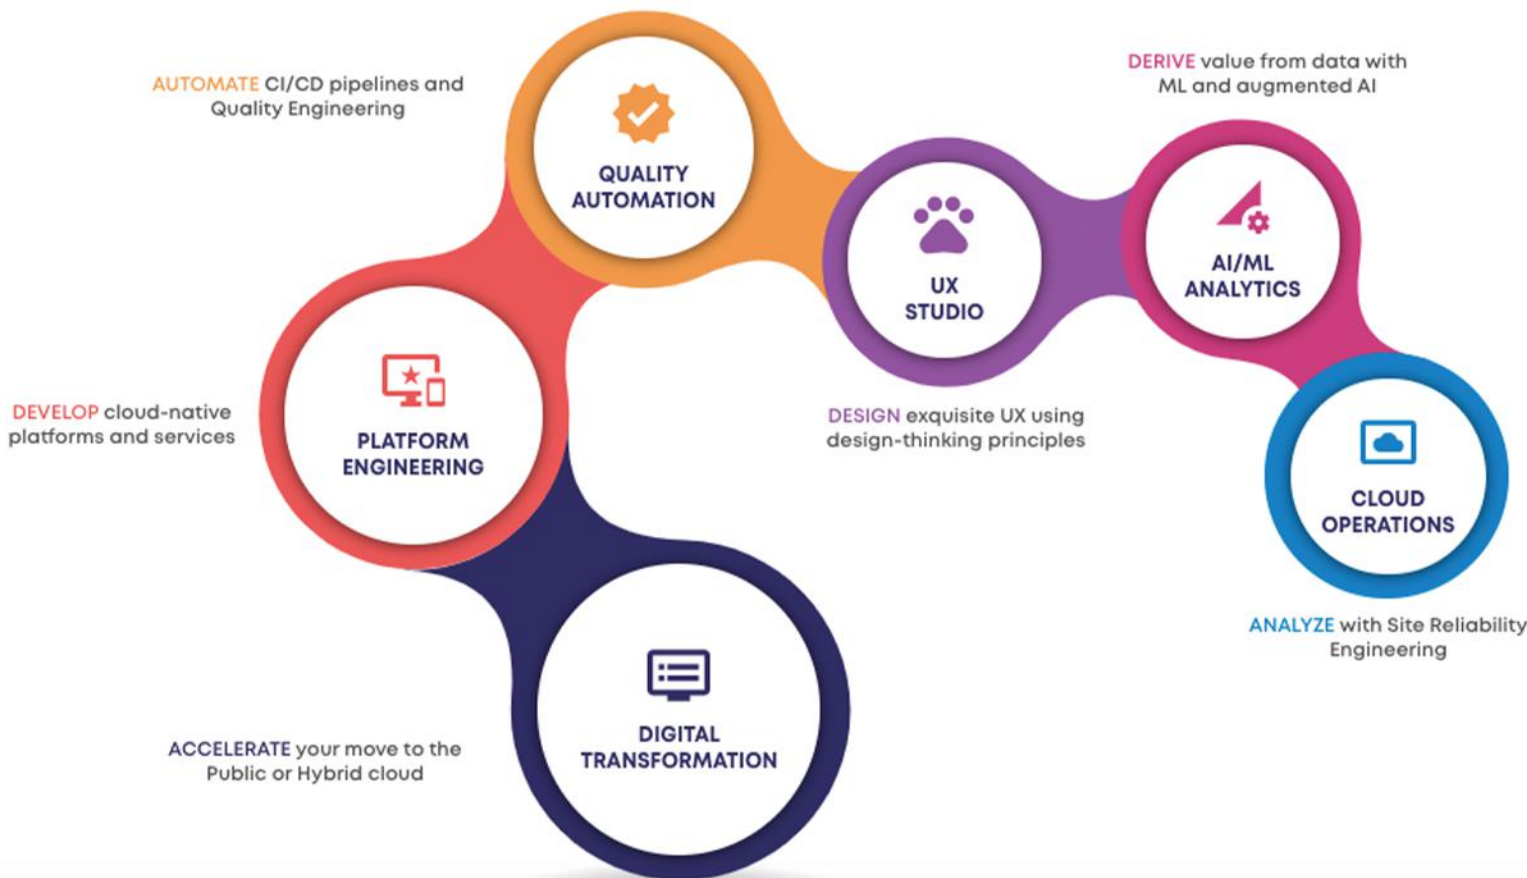 AUTOMATE CI/CD pipelines and
Quality Engineering
QUALITY
AUTOMATION
DERIVE value from data with
ML and augmented AI
UX
STUDIO
AI/ML
ANALYTICS
DEVELOP cloud-native
platforms and services
PLATFORM
ENGINEERING
DESIGN exquisite UX using
design-thinking principles
CLOUD
OPERATIONS
ANALYZE with Site Reliability
Engineering
ACCELERATE your move to the
Public or Hybrid cloud
DIGITAL
TRANSFORMATION